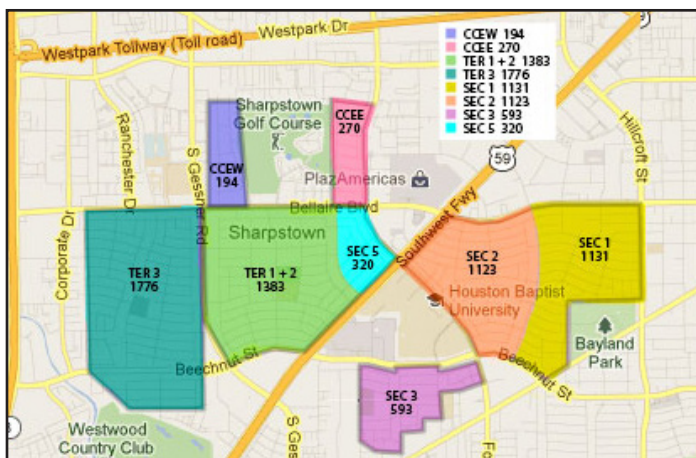 Westpark Dr
Westpark Tollway (Toll road)
CCEW 194
CCEE 270
TER 1 + 2 1383
TER 3 1776
SEC 1 1131
SEC 2 1123
SEC 3 593
SEC 5 320
Ranchester Dr
S Gessner Rd
Sharpstown
Golf Course
CCEE
270
Hillcroft St
59
CCEW
194
PlazAmericas
Bellaire Blvd
Corporate Dr
Sharpstown
Southwest Fwy
SEC 5
320
SEC 2
1123
SEC 1
1131
TER 3
1776
TER 1 + 2
1383
Houston Baptist
University
Bayland
Park
Beechnut St
Beechnut St
SEC 3
593
Westwood
Country Club
S Ges
Fo